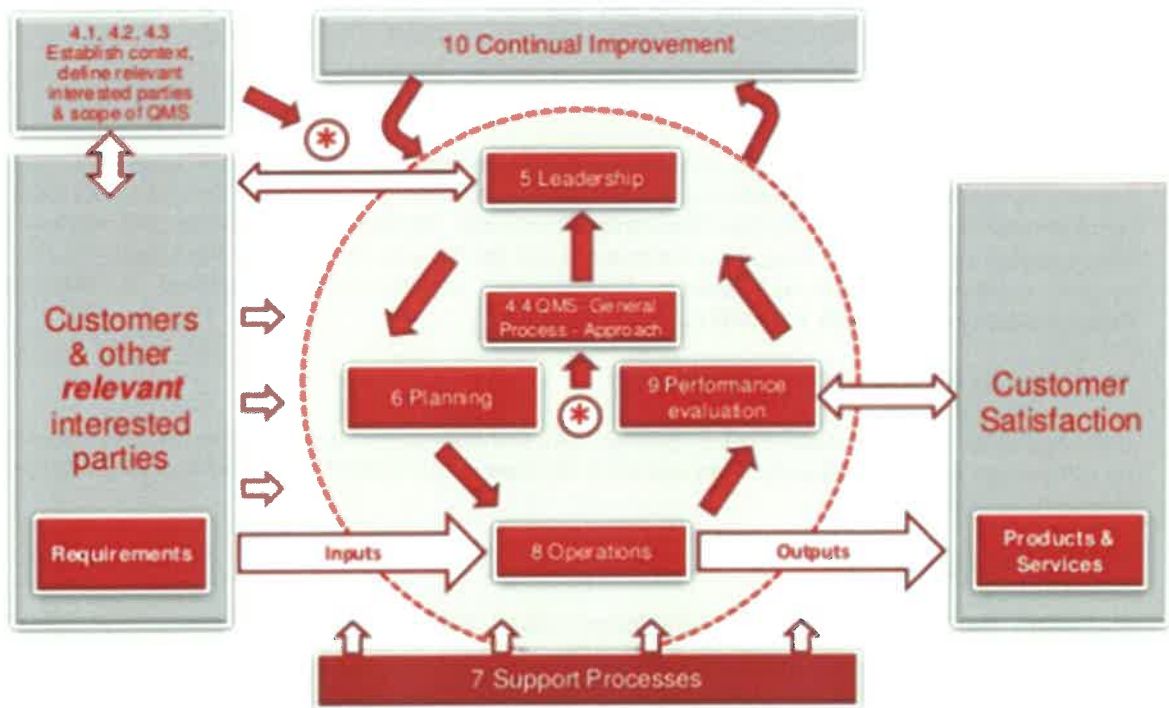 4.1, 4.2, 4.3
Establish context,
define relevant
interested parties
& scope of QMS
10 Continual Improvement
*
5 Leadership
4.4 QMS- General
Process - Approach
Customers
& other
relevant
interested
parties
6 Planning
*
9 Performance
evaluation
Customer
Satisfaction
Requirements
Inputs
8 Operations
Outputs
Products &
Services
7 Support Processes